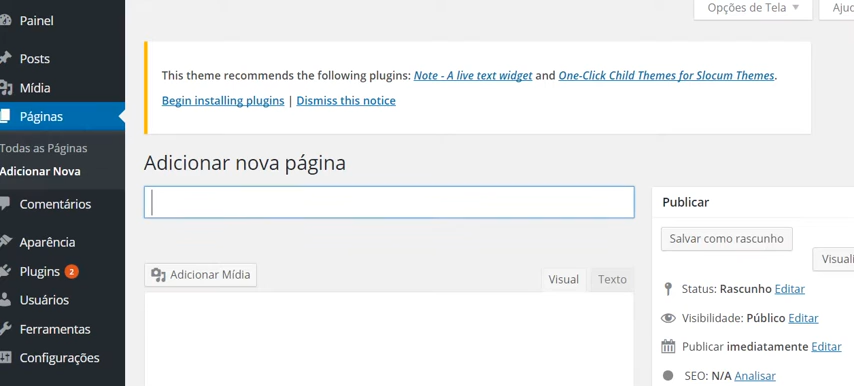 Painel
Posts
Mídia
Páginas
Todas as Páginas
Adicionar Nova
Comentários
Aparência
Plugins 2
Usuários
Ferramentas
Configurações
Opções de Tela
This theme recommends the following plugins: Note - A live text widget and One-Click Child Themes for Slocum Themes.
Begin installing plugins | Dismiss this notice
Adicionar nova página
Adicionar Mídia
Visual
Texto
Publicar
Salvar como rascunho
Status: Rascunho Editar
Visibilidade: Público Editar
Publicar imediatamente Editar
SEO: N/A Analisar